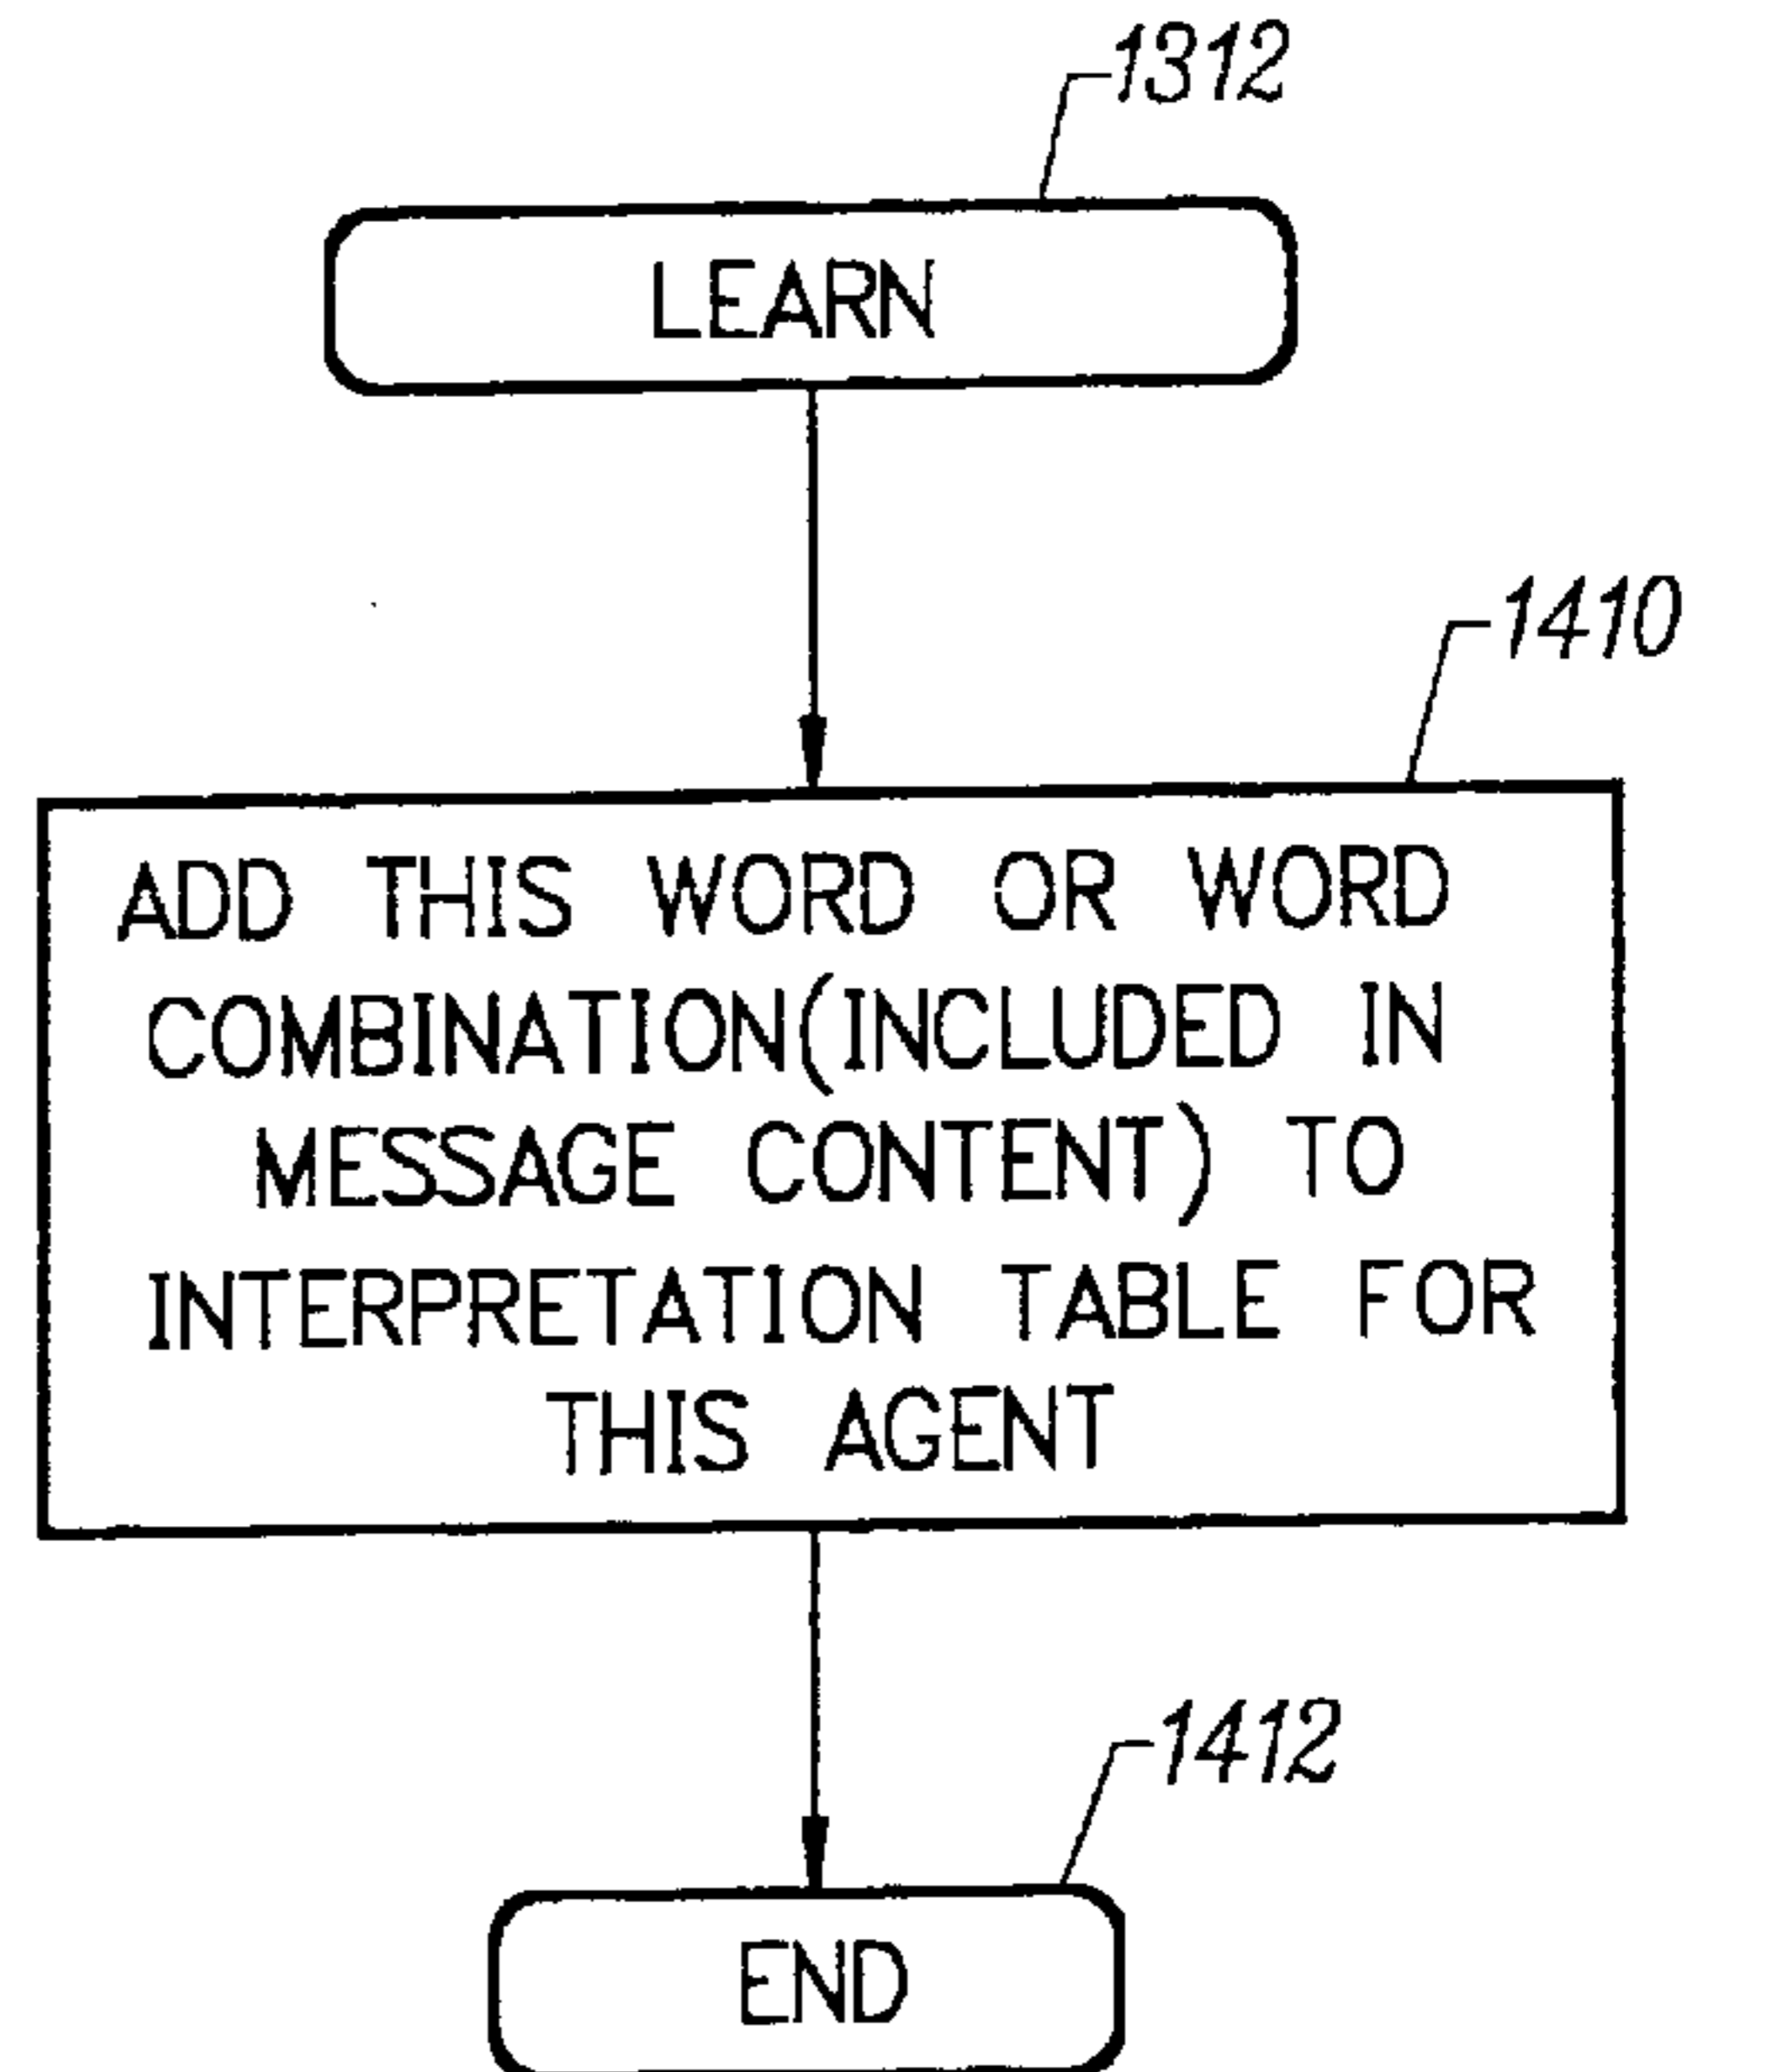 1312
LEARN
1410
ADD THIS WORD OR WORD
COMBINATION(INCLUDED IN
MESSAGE CONTENT) TO
INTERPRETATION TABLE FOR
THIS AGENT
1412
END